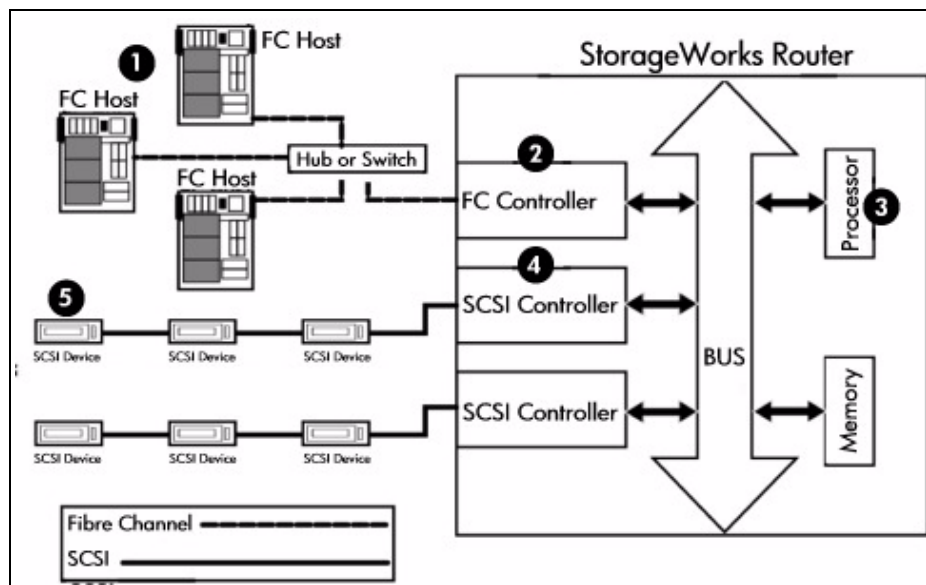 FC Host
StorageWorks Router
1
FC Host
Hub or Switch
2
FC Host
FC Controller
Processor
3
4
5
SCSI Controller
SCSI Device
SCSI Device
SCSI Device
BUS
SCSI Controller
Memory
SCSI Device
SCSI Device
SCSI Device
Fibre Channel
SCSI